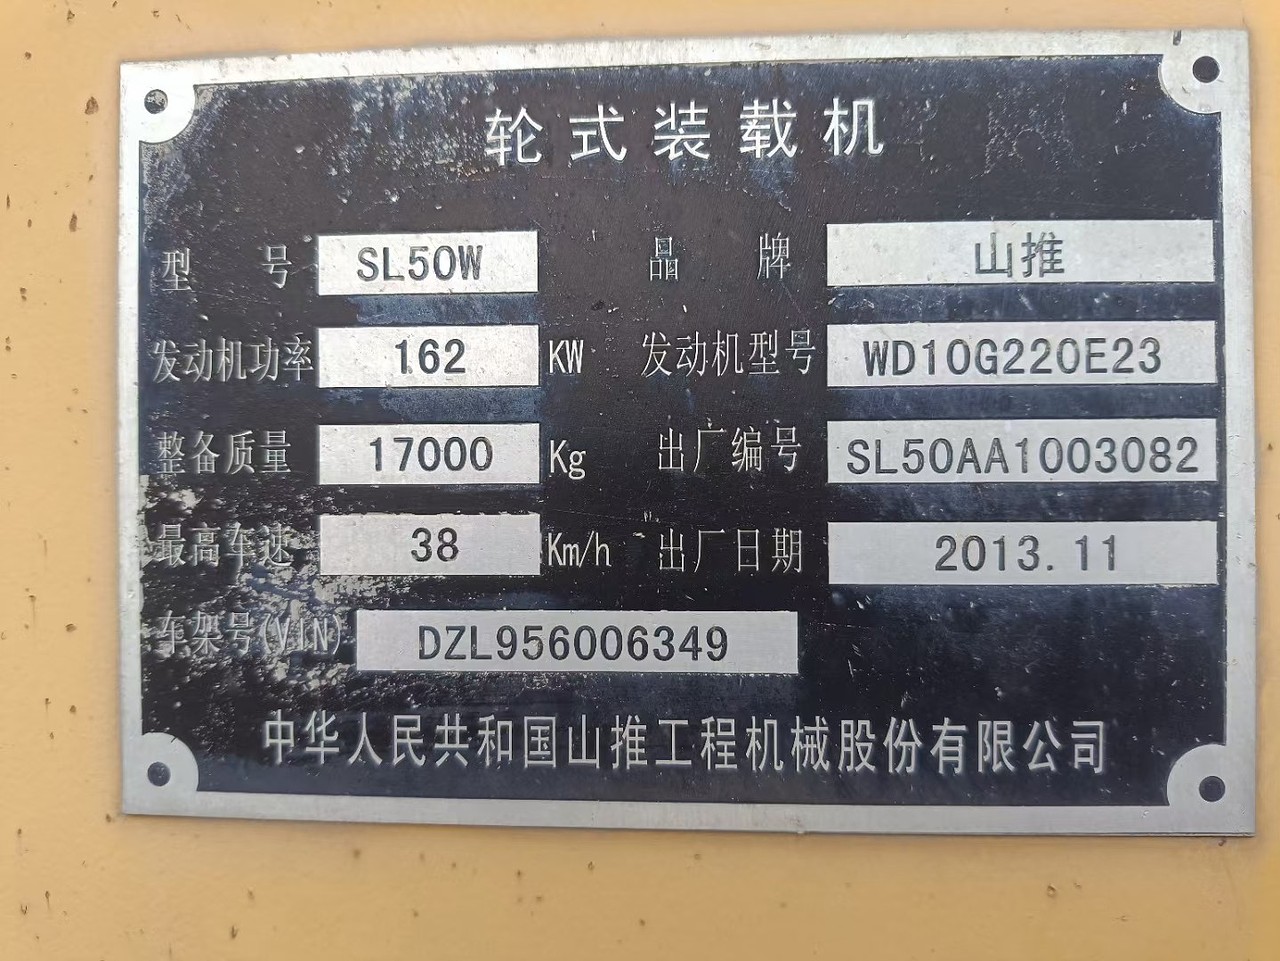 轮式装载机
型号 SL50W 品牌 山推
发动机功率 162 KW 发动机型号 WD10G220E23
整备质量 17000 Kg 出厂编号 SL50AA1003082
最高车速 38 Km/h 出厂日期 2013.11
车架号(VIN) DZL956006349
中华人民共和国山推工程机械股份有限公司